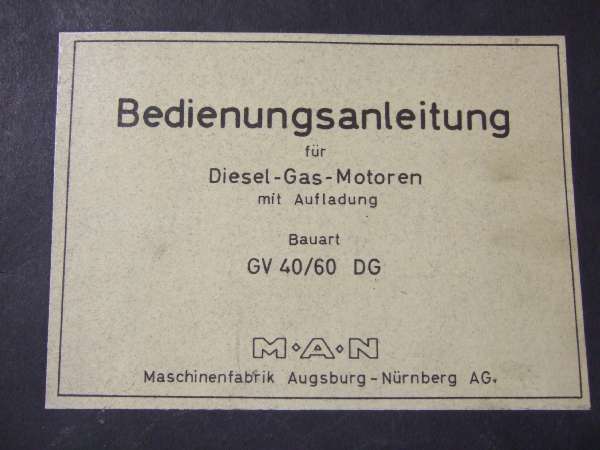 Bedienungsanleitung
für
Diesel-Gas-Motoren
mit Aufladung
Bauart
GV 40/60 DG
M·A·N
Maschinenfabrik Augsburg-Nürnberg AG.